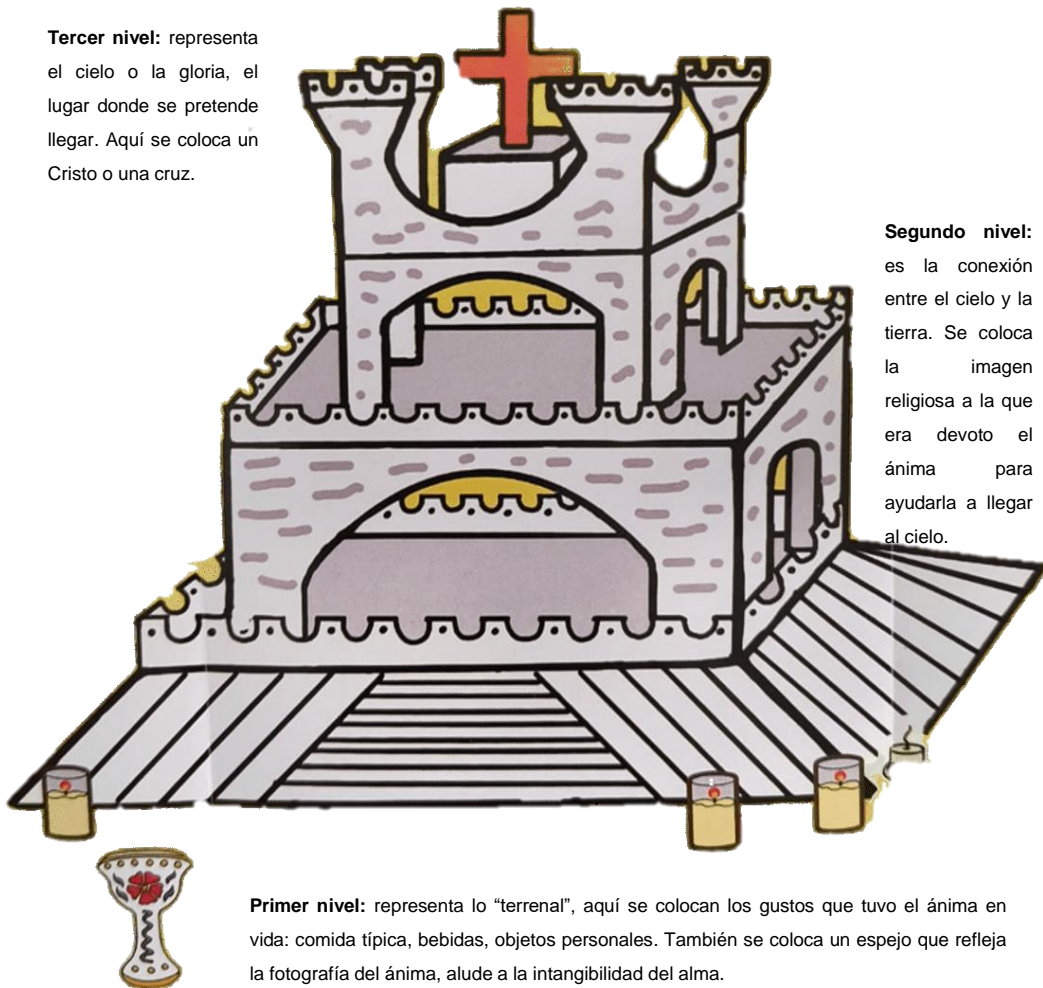 Tercer nivel: representa
el cielo o la gloria, el
lugar donde se pretende
llegar. Aquí se coloca un
Cristo o una cruz.
Segundo nivel:
es la conexión
entre el cielo y la
tierra. Se coloca
la imagen
religiosa a la que
era devoto el
ánima para
ayudarla a llegar
al cielo.
Primer nivel: representa lo “terrenal”, aquí se colocan los gustos que tuvo el ánima en
vida: comida típica, bebidas, objetos personales. También se coloca un espejo que refleja
la fotografía del ánima, alude a la intangibilidad del alma.